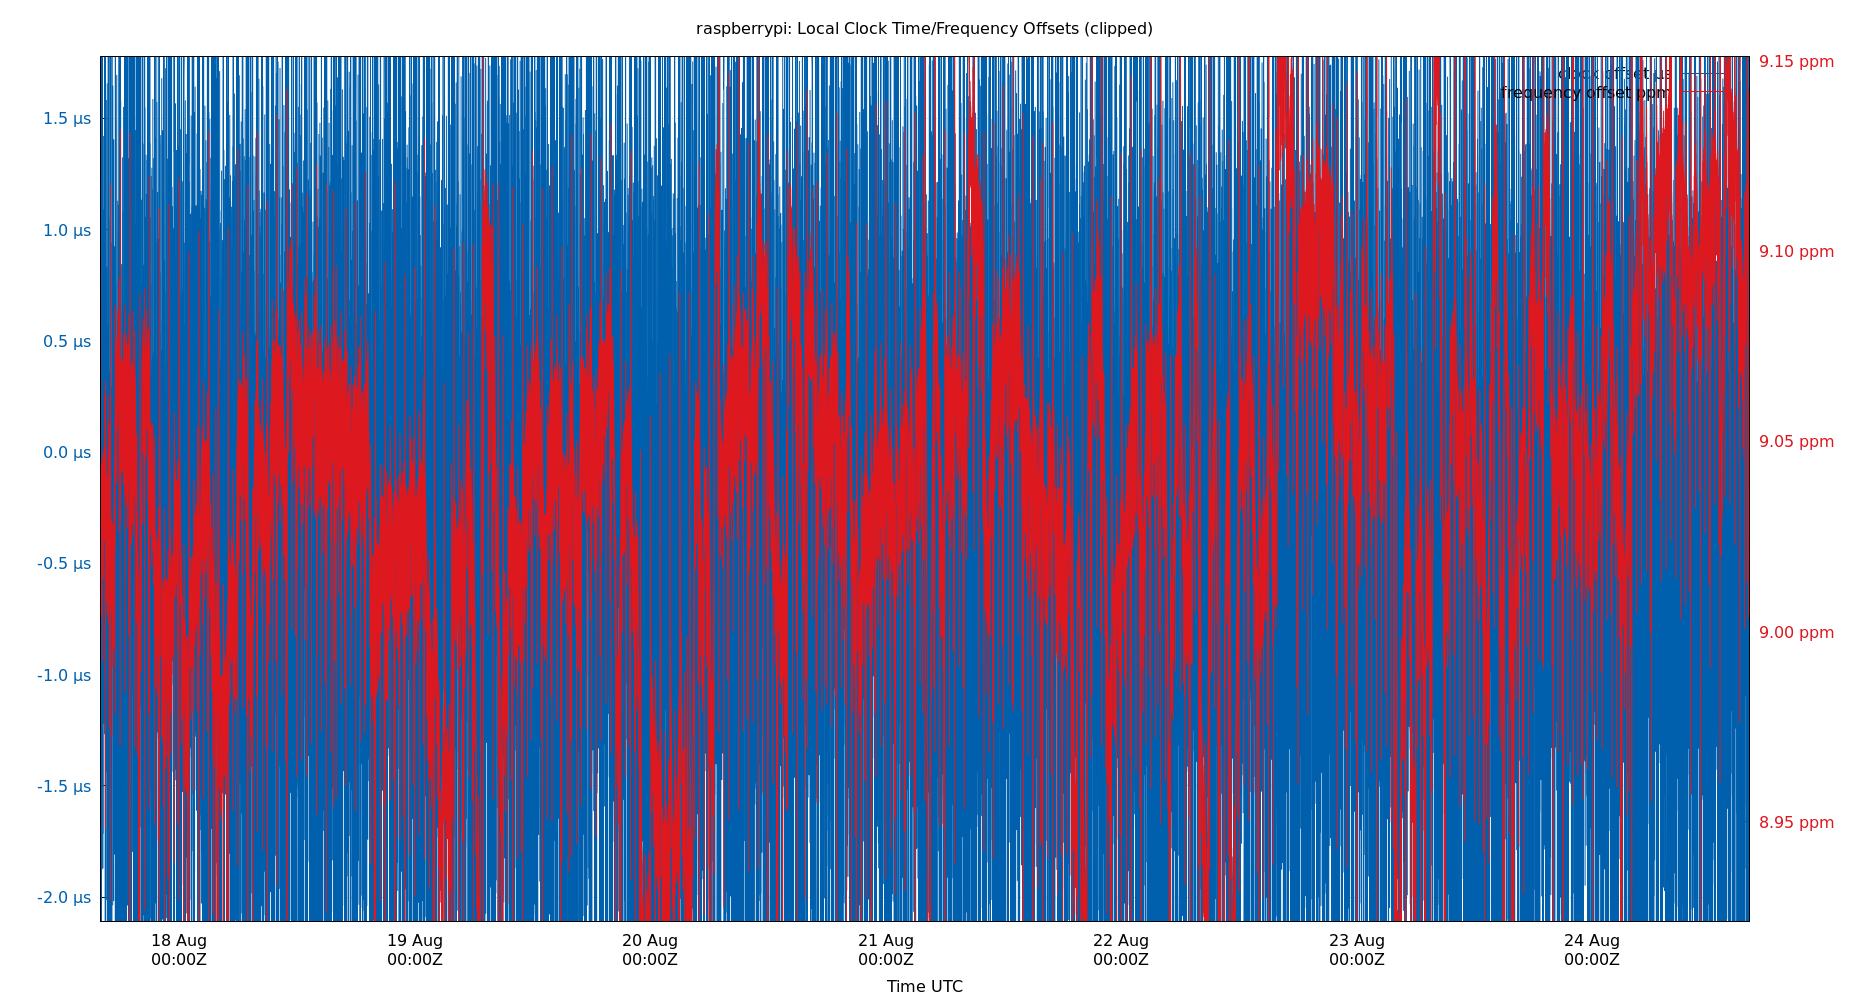 raspberrypi: Local Clock Time/Frequency Offsets (clipped)
9.15 ppm
clock offset µs
frequency offset ppm
1.5 µs
9.10 ppm
1.0 µs
0.5 µs
9.05 ppm
0.0 µs
-0.5 µs
9.00 ppm
-1.0 µs
-1.5 µs
8.95 ppm
-2.0 µs
18 Aug 19 Aug 20 Aug 21 Aug 22 Aug 23 Aug 24 Aug
00:00Z 00:00Z 00:00Z 00:00Z 00:00Z 00:00Z 00:00Z
Time UTC